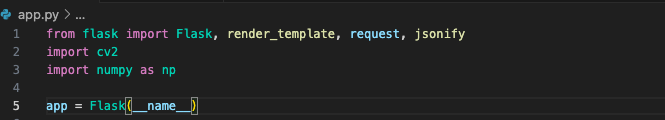 app.py > ...
1 from flask import Flask, render_template, request, jsonify
2 import cv2
3 import numpy as np
4
5 app = Flask(__name__)